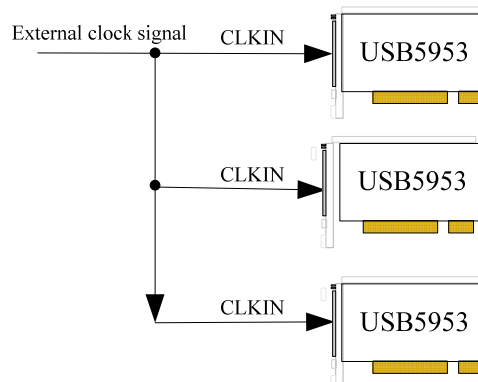 External clock signal
CLKIN
USB5953
CLKIN
USB5953
CLKIN
USB5953